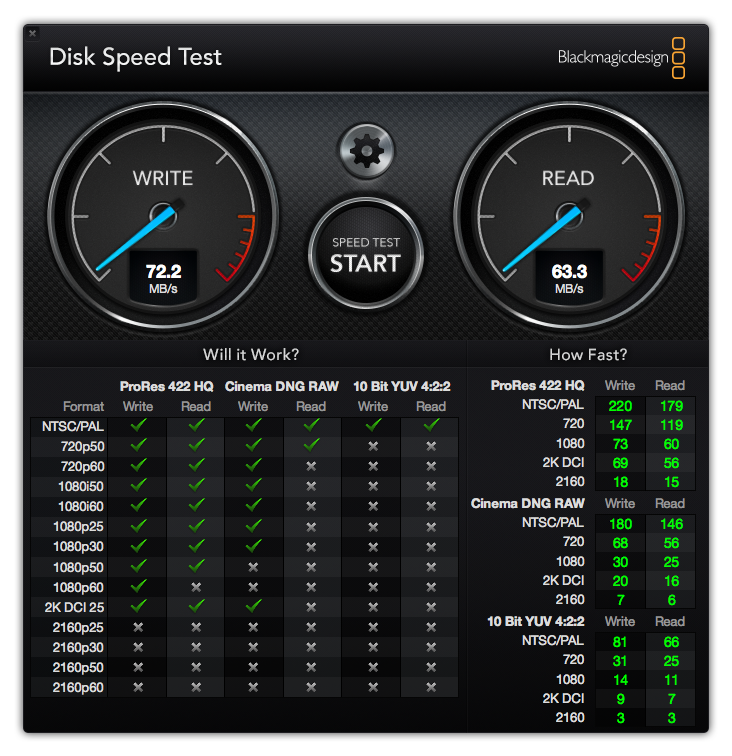 Disk Speed Test
Blackmagicdesign
WRITE
72.2
MB/s
SPEED TEST
START
READ
63.3
MB/s
Will it Work?
ProRes 422 HQ Cinema DNG RAW 10 Bit YUV 4:2:2
Format Write Read Write Read Write Read
NTSC/PAL
720p50
720p60
1080i50
1080i60
1080p25
1080p30
1080p50
1080p60
2K DCI 25
2160p25
2160p30
2160p50
2160p60
How Fast?
ProRes 422 HQ Write Read
NTSC/PAL 220 179
720 147 119
1080 73 60
2K DCI 69 56
2160 18 15
Cinema DNG RAW Write Read
NTSC/PAL 180 146
720 68 56
1080 30 25
2K DCI 20 16
2160 7 6
10 Bit YUV 4:2:2 Write Read
NTSC/PAL 81 66
720 31 25
1080 14 11
2K DCI 9 7
2160 3 3